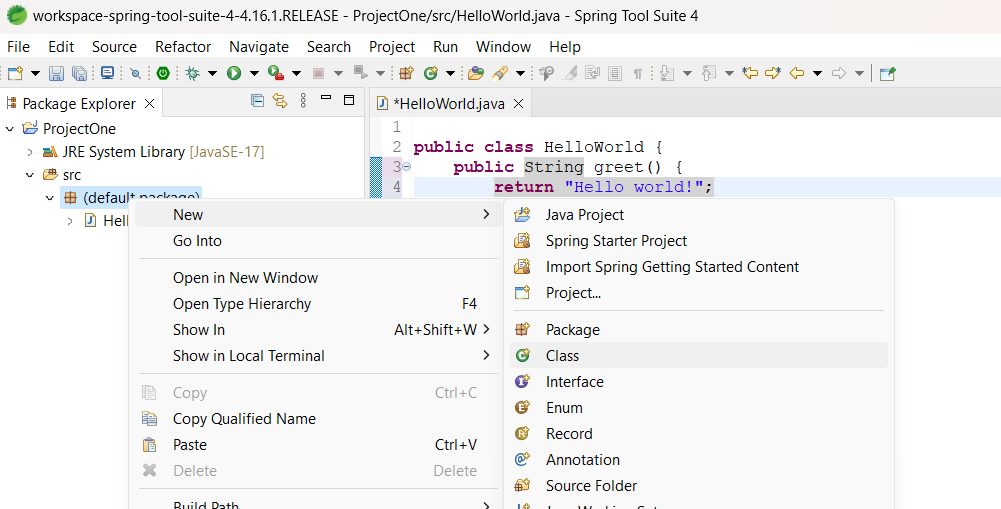 workspace-spring-tool-suite-4-4.16.1.RELEASE - ProjectOne/src/HelloWorld.java - Spring Tool Suite 4
File Edit Source Refactor Navigate Search Project Run Window Help
Package Explorer
*HelloWorld.java
ProjectOne
JRE System Library [JavaSE-17]
src
(default package)
Hell
1
2 public class HelloWorld {
3 public String greet() {
4 return "Hello world!";
New
Go Into
Open in New Window
Open Type Hierarchy F4
Show In Alt+Shift+W
Show in Local Terminal
Copy Ctrl+C
Copy Qualified Name
Paste Ctrl+V
Delete Delete
Build Path
Java Project
Spring Starter Project
Import Spring Getting Started Content
Project...
Package
Class
Interface
Enum
Record
Annotation
Source Folder
Java Working Set